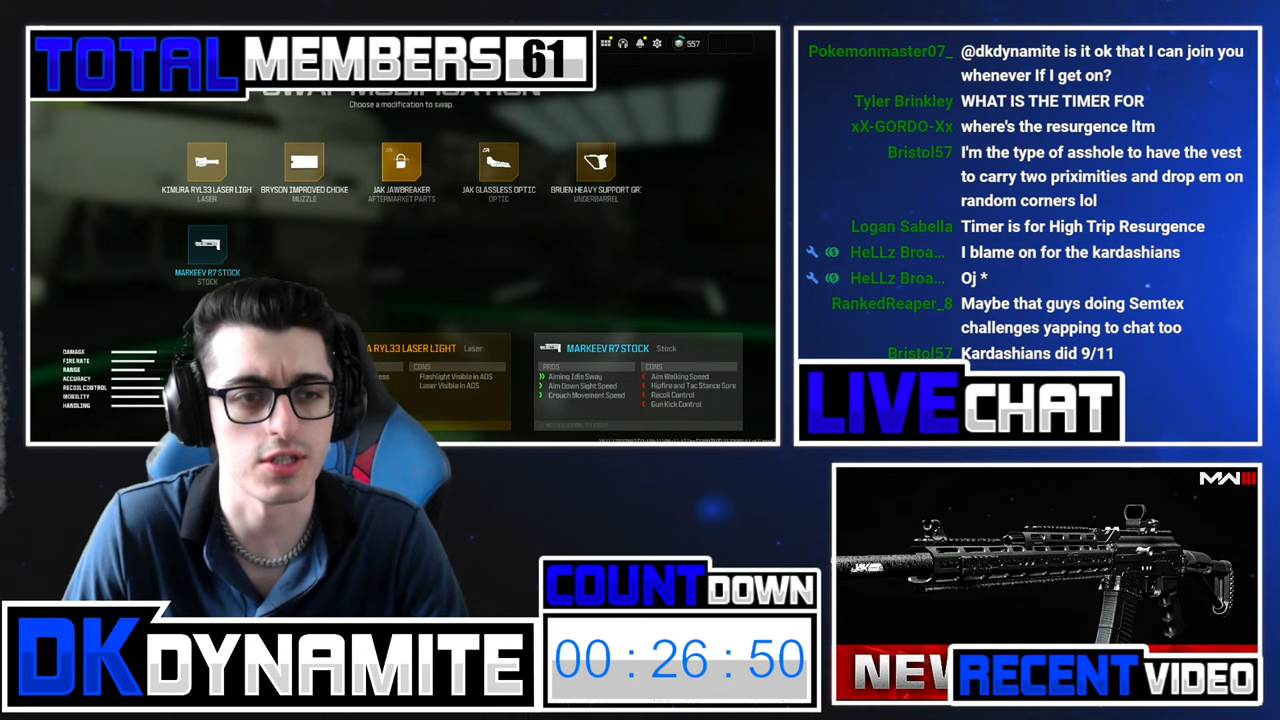 TOTAL MEMBERS 61
557
Choose a modification to swap.
KIMURA RYL33 LASER LIGH
LASER
BRYSON IMPROVED CHOKE
MUZZLE
JAK JAWBREAKER
AFTERMARKET PARTS
JAK GLASSLESS OPTIC
OPTIC
BRUEN HEAVY SUPPORT GR
UNDERBARREL
MARKEEV R7 STOCK
STOCK
DAMAGE
FIRE RATE
RANGE
ACCURACY
RECOIL CONTROL
MOBILITY
HANDLING
A RYL33 LASER LIGHT Laser
CONS
Flashlight Visible in ADS
Laser Visible in ADS
MARKEEV R7 STOCK Stock
PROS
Aiming Idle Sway
Aim Down Sight Speed
Crouch Movement Speed
CONS
Aim Walking Speed
Hipfire and Tac Stance Spre
Recoil Control
Gun Kick Control
Pokemonmaster07_ @dkdynamite is it ok that I can join you
whenever If I get on?
Tyler Brinkley WHAT IS THE TIMER FOR
xX-GORDO-Xx where's the resurgence ltm
Bristol57 I'm the type of asshole to have the vest
to carry two priximities and drop em on
random corners lol
Logan Sabella Timer is for High Trip Resurgence
HeLLz Broa... I blame on for the kardashians
HeLLz Broa... Oj *
RankedReaper_8 Maybe that guys doing Semtex
challenges yapping to chat too
Bristol57 Kardashians did 9/11
LIVE CHAT
MWIII
JAK
NEW
RECENT VIDEO
COUNTDOWN
00 : 26 : 50
DKDYNAMITE